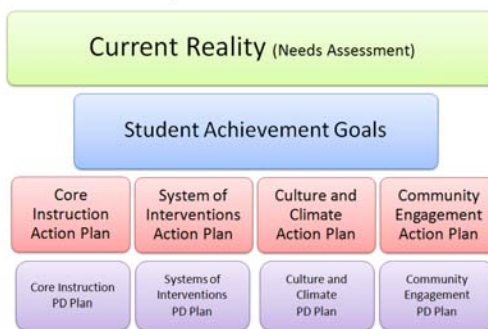 Current Reality (Needs Assessment)
Student Achievement Goals
Core
Instruction
Action Plan
System of
Interventions
Action Plan
Culture and
Climate
Action Plan
Community
Engagement
Action Plan
Core Instruction
PD Plan
Systems of
Interventions
PD Plan
Culture and
Climate
PD Plan
Community
Engagement
PD Plan